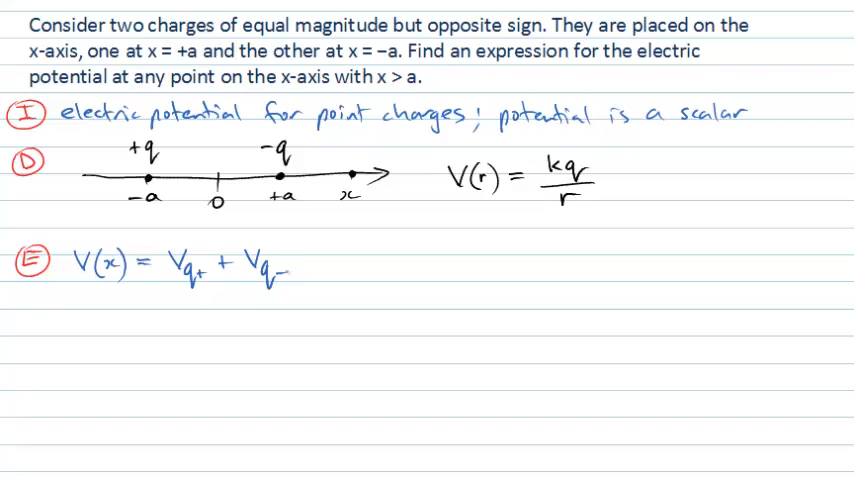 Consider two charges of equal magnitude but opposite sign. They are placed on the
x-axis, one at x = +a and the other at x = −a. Find an expression for the electric
potential at any point on the x-axis with x > a.
I electric potential for point charges; potential is a scalar
D +q −q
−a 0 +a x
V(r) = kq/r
E V(x) = Vq+ + Vq−